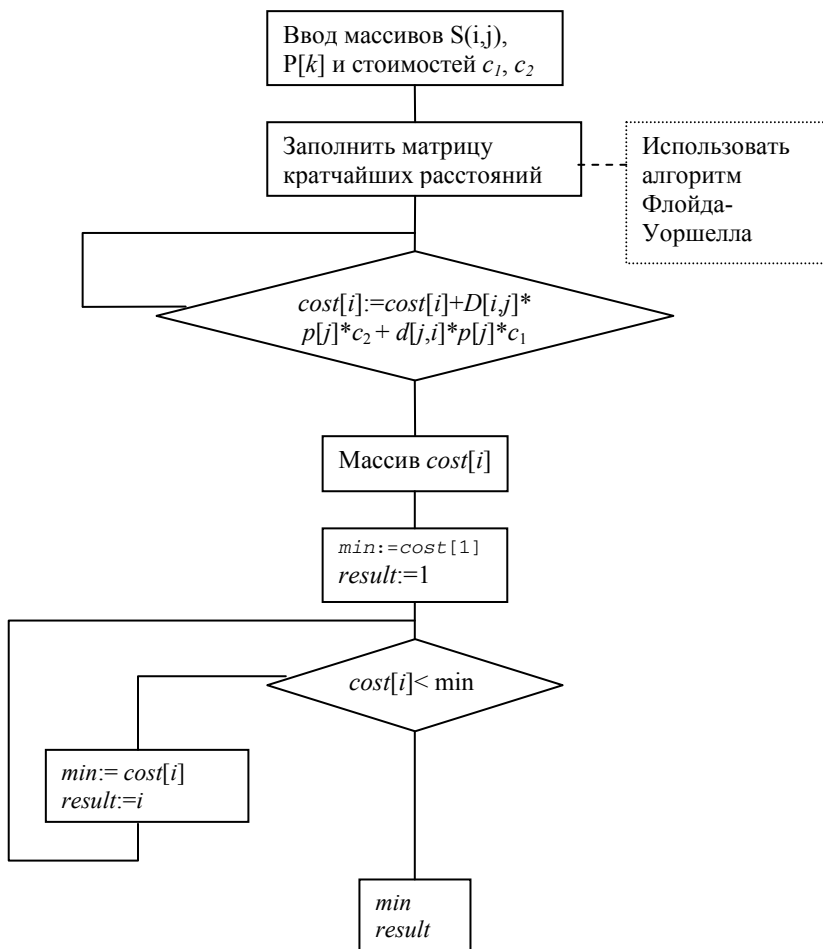 Ввод массивов S(i,j),
P[k] и стоимостей c₁, c₂
Заполнить матрицу
кратчайших расстояний
Использовать
алгоритм
Флойда-
Уоршелла
cost[i]:=cost[i]+D[i,j]*
p[j]*c₂ + d[j,i]*p[j]*c₁
Массив cost[i]
min:=cost[1]
result:=1
cost[i]< min
min:= cost[i]
result:=i
min
result